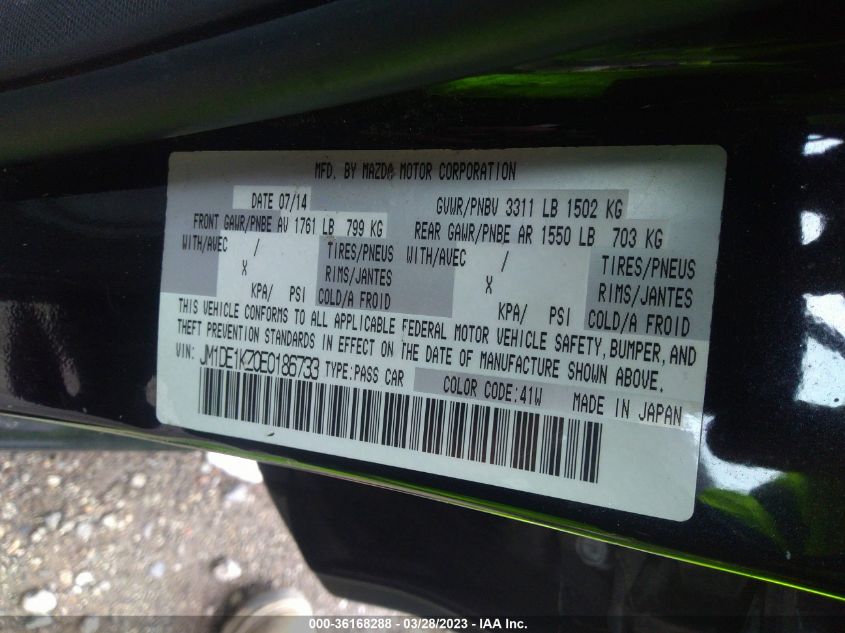 MFD. BY MAZDA MOTOR CORPORATION
DATE 07/14 GVWR/PNBV 3311 LB 1502 KG
FRONT GAWR/PNBE AV 1761 LB 799 KG REAR GAWR/PNBE AR 1550 LB 703 KG
WITH/AVEC / TIRES/PNEUS WITH/AVEC / TIRES/PNEUS
X RIMS/JANTES X RIMS/JANTES
KPA/ PSI COLD/A FROID KPA/ PSI COLD/A FROID
THIS VEHICLE CONFORMS TO ALL APPLICABLE FEDERAL MOTOR VEHICLE SAFETY, BUMPER, AND
THEFT PREVENTION STANDARDS IN EFFECT ON THE DATE OF MANUFACTURE SHOWN ABOVE.
VIN: JM1DE1KZ0E0186733 TYPE:PASS CAR COLOR CODE:41W MADE IN JAPAN
000-36168288 - 03/28/2023 - IAA Inc.